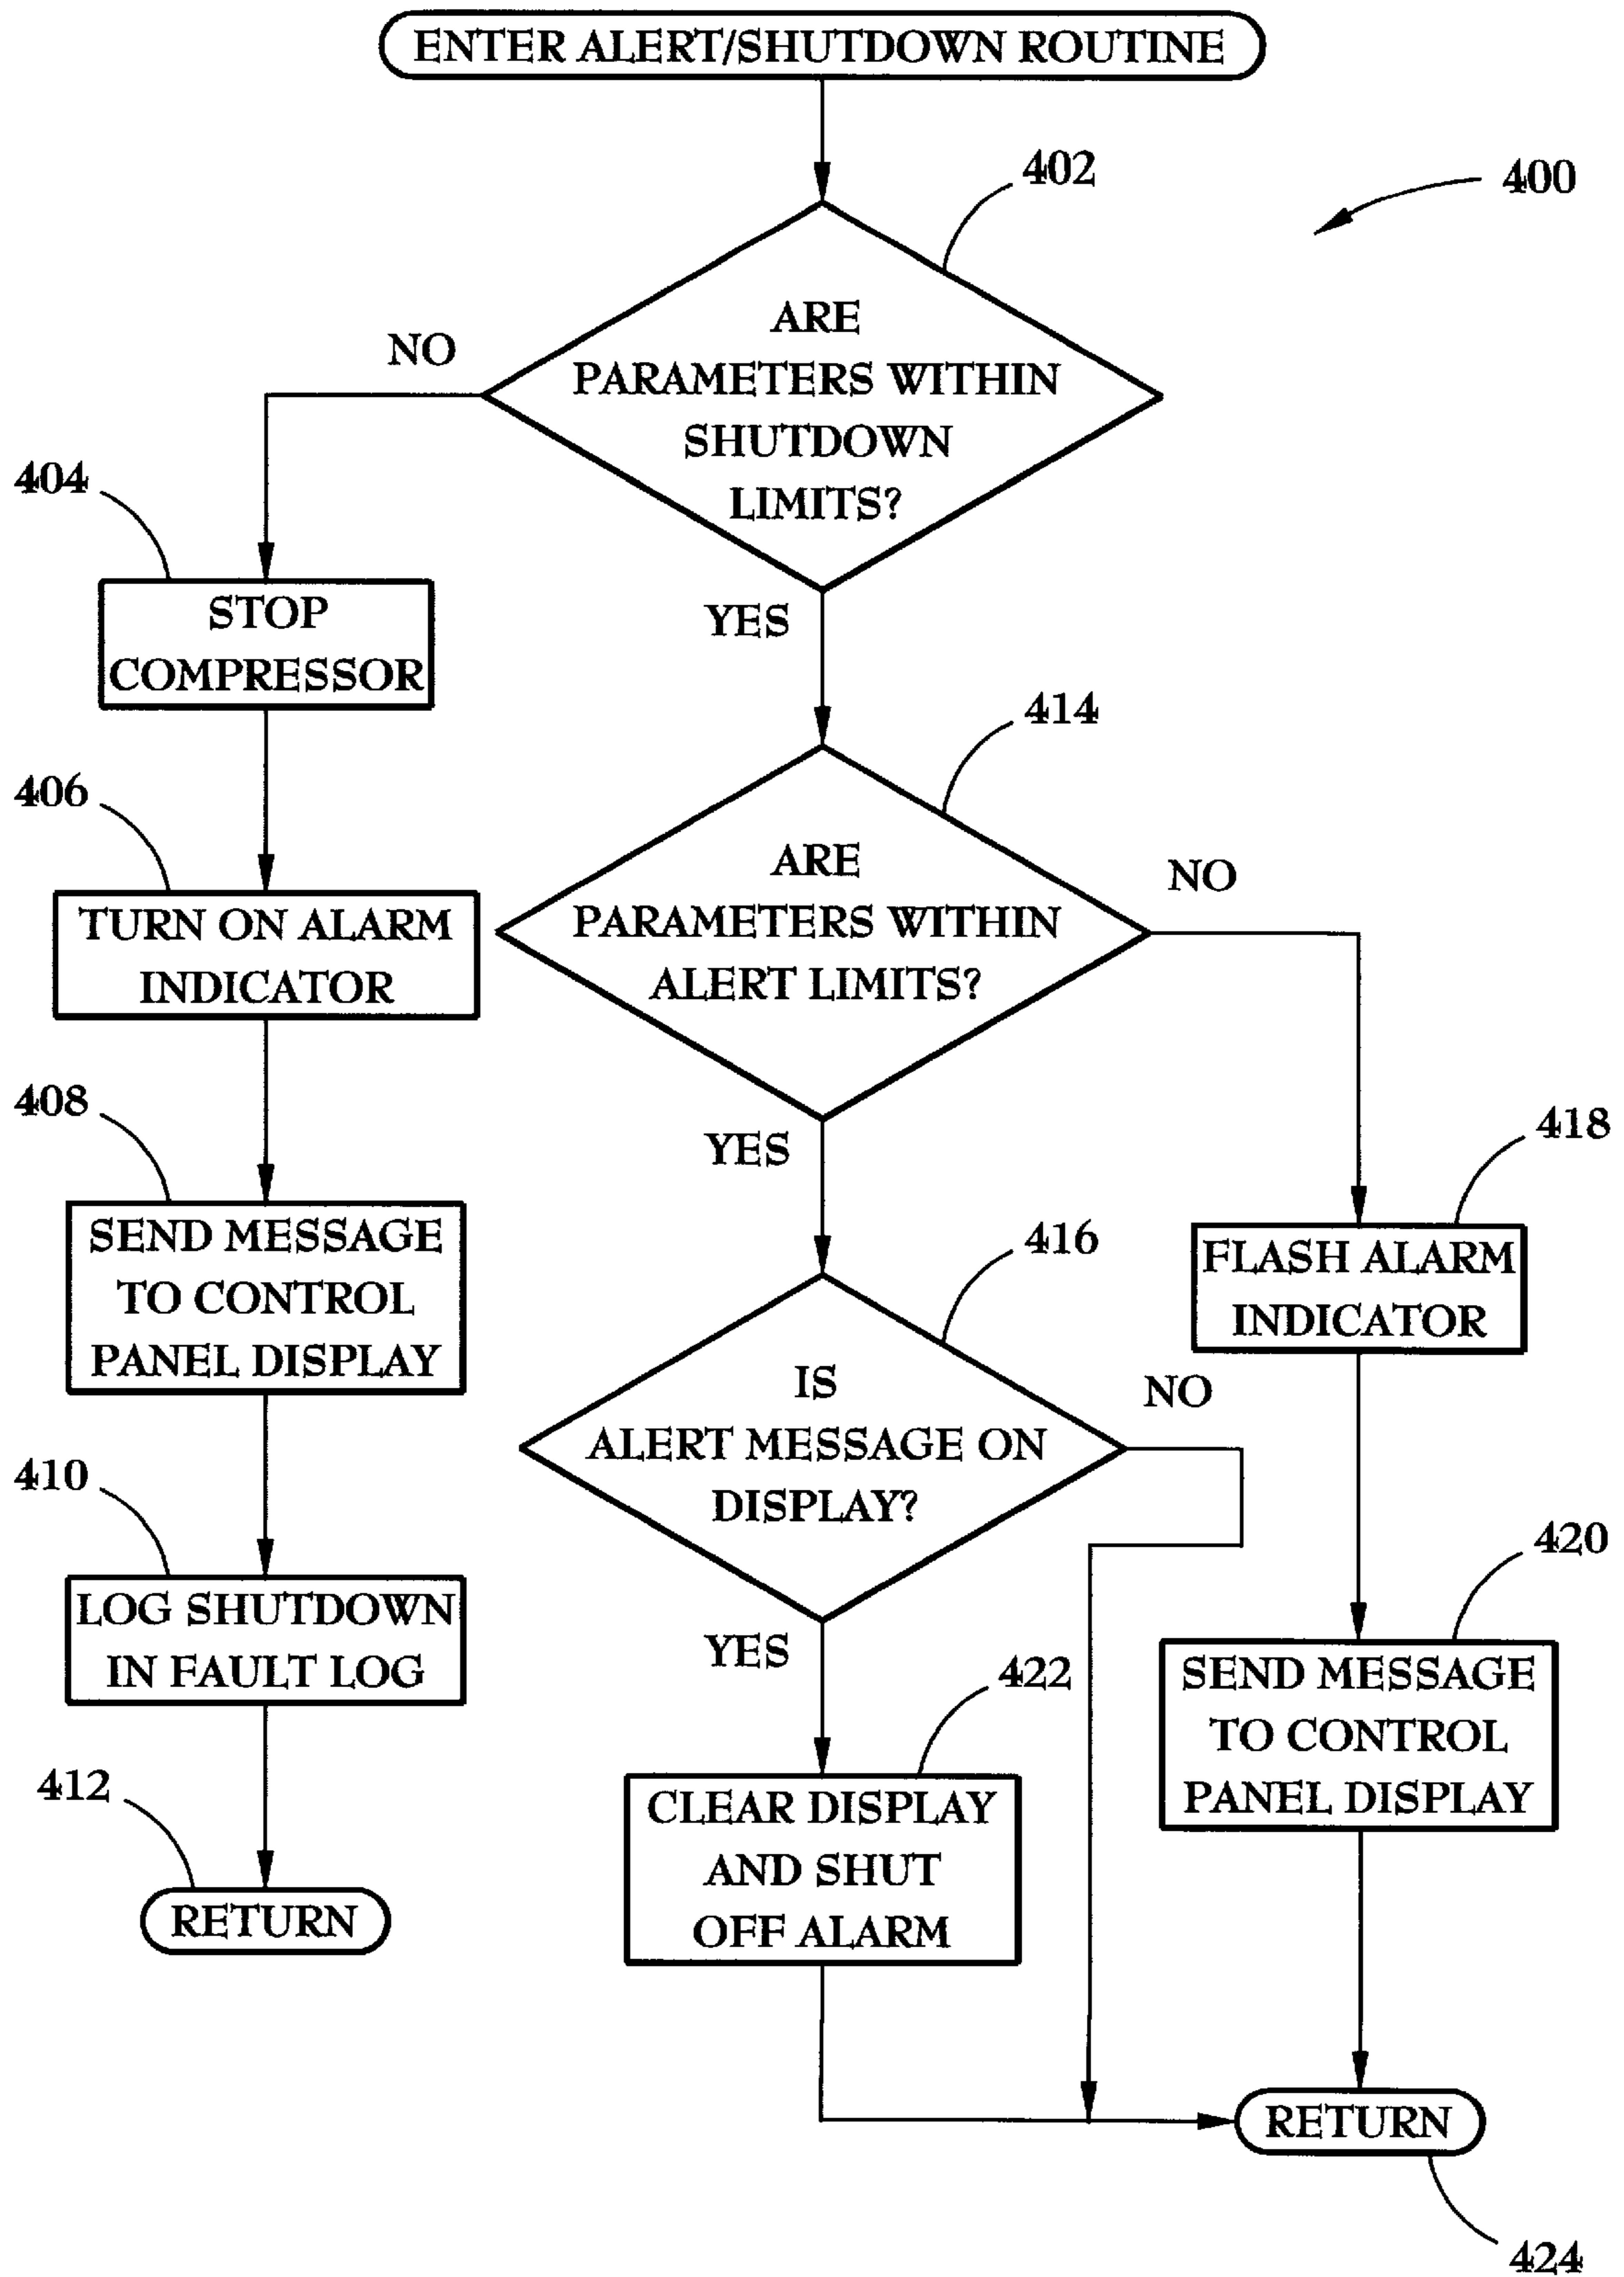 ENTER ALERT/SHUTDOWN ROUTINE
402
400
ARE
PARAMETERS WITHIN
SHUTDOWN
LIMITS?
NO
YES
404
STOP
COMPRESSOR
406
TURN ON ALARM
INDICATOR
408
SEND MESSAGE
TO CONTROL
PANEL DISPLAY
410
LOG SHUTDOWN
IN FAULT LOG
412
RETURN
414
ARE
PARAMETERS WITHIN
ALERT LIMITS?
NO
YES
416
IS
ALERT MESSAGE ON
DISPLAY?
NO
YES
422
CLEAR DISPLAY
AND SHUT
OFF ALARM
418
FLASH ALARM
INDICATOR
420
SEND MESSAGE
TO CONTROL
PANEL DISPLAY
RETURN
424